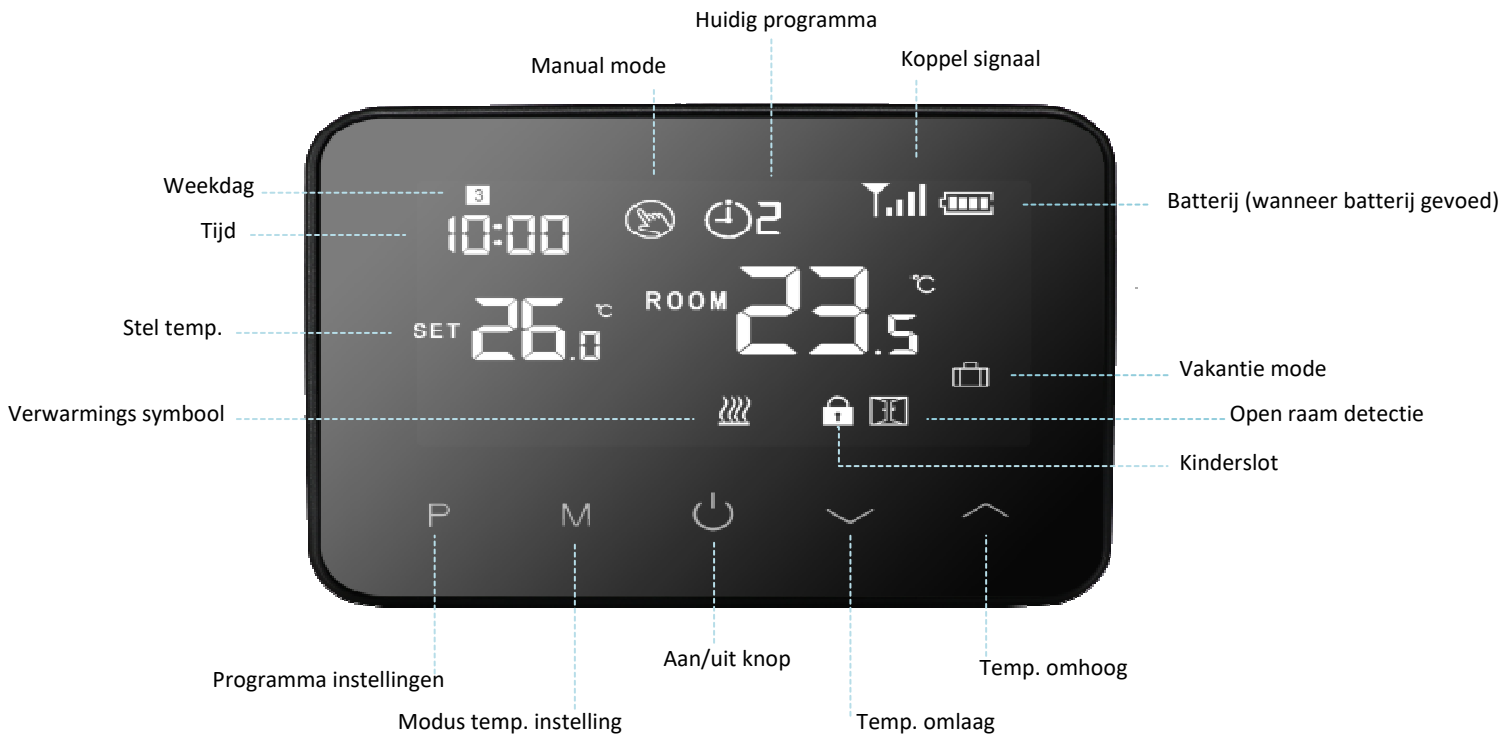 Huidig programma
Manual mode
Koppel signaal
Weekdag
3
Batterij (wanneer batterij gevoed)
Tijd
10:00
2
SET 26.0 °C
ROOM 23.5 °C
Stel temp.
Vakantie mode
Verwarmings symbool
Open raam detectie
Kinderslot
P M
Aan/uit knop
Temp. omhoog
Programma instellingen
Modus temp. instelling
Temp. omlaag